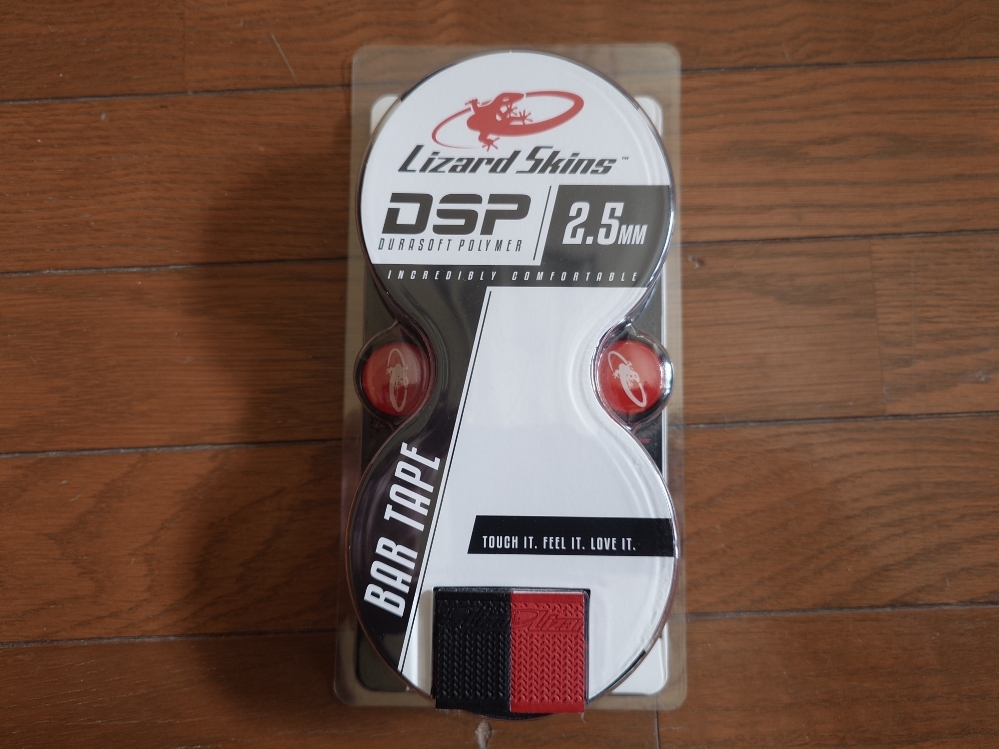 Lizard Skins™
DSP
DURASOFT POLYMER
2.5MM
INCREDIBLY COMFORTABLE
BAR TAPE
TOUCH IT. FEEL IT. LOVE IT.